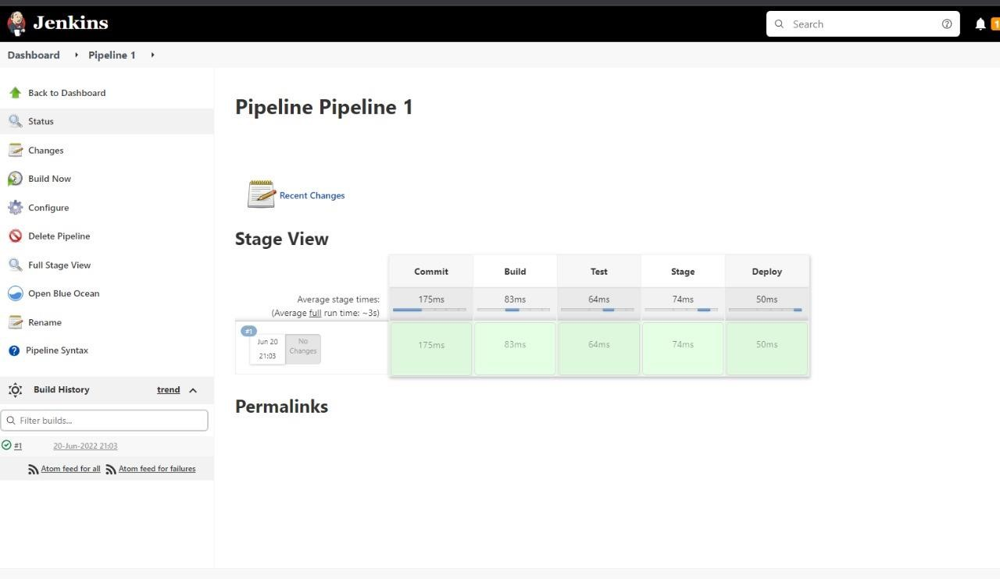 Jenkins
Search
1
Dashboard
Pipeline 1
Back to Dashboard
Status
Changes
Build Now
Configure
Delete Pipeline
Full Stage View
Open Blue Ocean
Rename
Pipeline Syntax
Build History trend
Filter builds...
#1 20-Jun-2022 21:03
Atom feed for all Atom feed for failures
Pipeline Pipeline 1
Recent Changes
Stage View
Commit Build Test Stage Deploy
Average stage times: 175ms 83ms 64ms 74ms 50ms
(Average full run time: ~3s)
#1
Jun 20
21:03
No
Changes
175ms 83ms 64ms 74ms 50ms
Permalinks